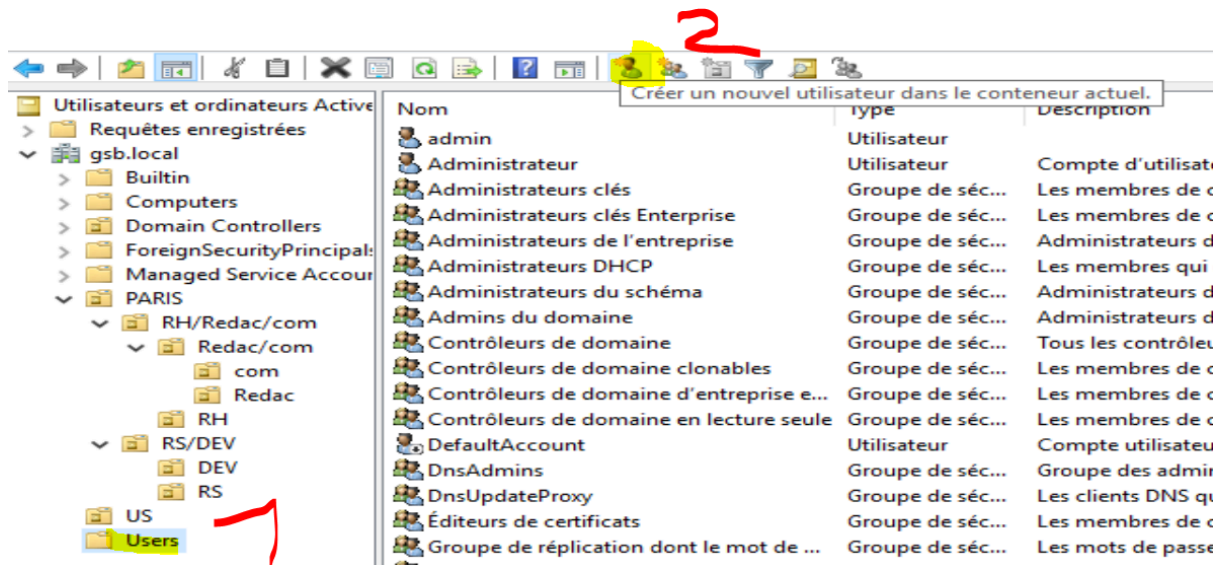 2
Créer un nouvel utilisateur dans le conteneur actuel.
Utilisateurs et ordinateurs Active
Requêtes enregistrées
gsb.local
Builtin
Computers
Domain Controllers
ForeignSecurityPrincipals
Managed Service Accour
PARIS
RH/Redac/com
Redac/com
com
Redac
RH
RS/DEV
DEV
RS
US
Users
1
Nom Type Description
admin Utilisateur
Administrateur Utilisateur Compte d'utilisate
Administrateurs clés Groupe de séc... Les membres de c
Administrateurs clés Enterprise Groupe de séc... Les membres de c
Administrateurs de l'entreprise Groupe de séc... Administrateurs d
Administrateurs DHCP Groupe de séc... Les membres qui
Administrateurs du schéma Groupe de séc... Administrateurs d
Admins du domaine Groupe de séc... Administrateurs d
Contrôleurs de domaine Groupe de séc... Tous les contrôleu
Contrôleurs de domaine clonables Groupe de séc... Les membres de c
Contrôleurs de domaine d'entreprise e... Groupe de séc... Les membres de c
Contrôleurs de domaine en lecture seule Groupe de séc... Les membres de c
DefaultAccount Utilisateur Compte utilisateu
DnsAdmins Groupe de séc... Groupe des admin
DnsUpdateProxy Groupe de séc... Les clients DNS qu
Éditeurs de certificats Groupe de séc... Les membres de c
Groupe de réplication dont le mot de ... Groupe de séc... Les mots de passe